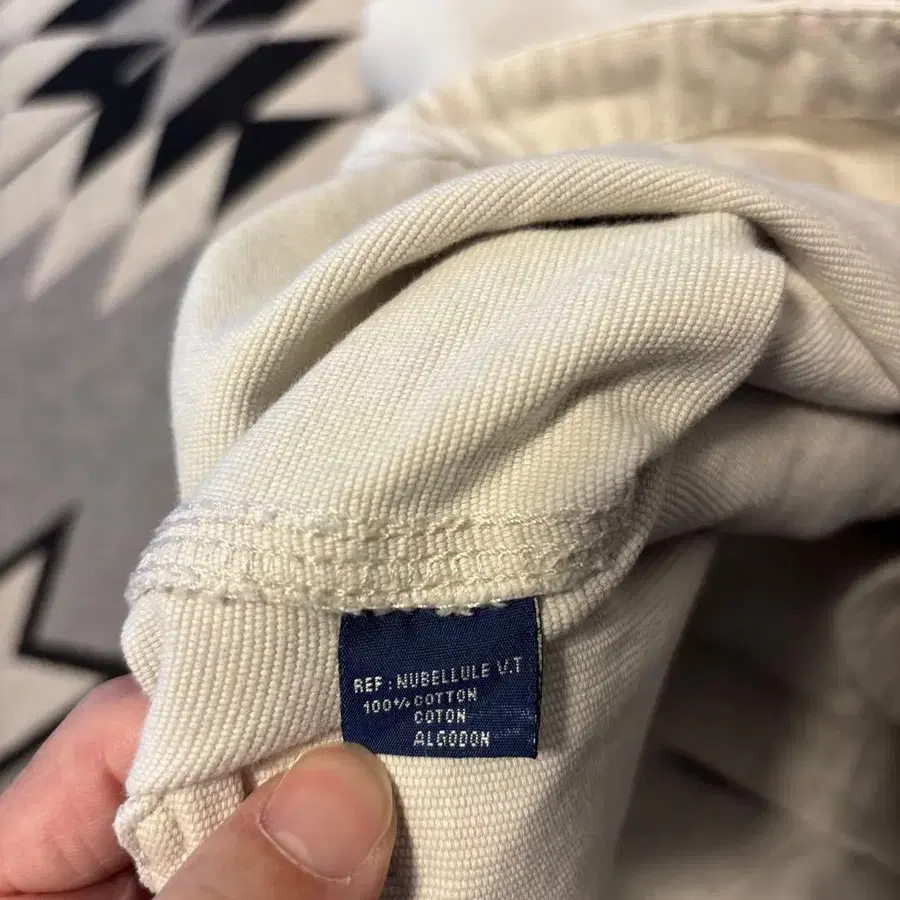 REF : NUBELLULE V.T
100% COTTON
COTON
ALGODON